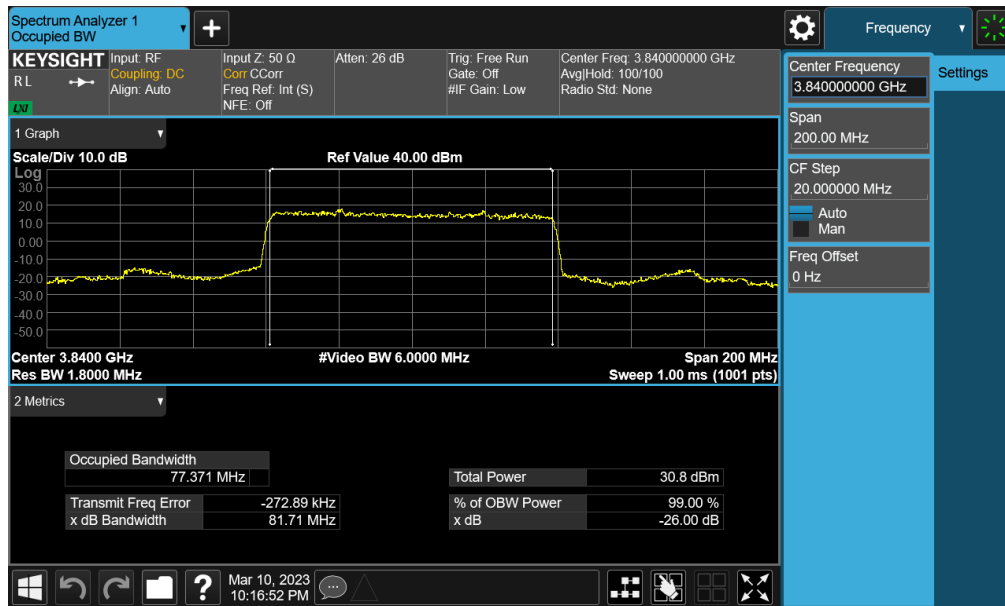 Spectrum Analyzer 1
Occupied BW
+
Frequency
KEYSIGHT
R L
LXI
Input: RF
Coupling: DC
Align: Auto
Input Z: 50 Ω
Corr CCorr
Freq Ref: Int (S)
NFE: Off
Atten: 26 dB
Trig: Free Run
Gate: Off
#IF Gain: Low
Center Freq: 3.840000000 GHz
Avg|Hold: 100/100
Radio Std: None
Center Frequency
3.840000000 GHz
Settings
Span
200.00 MHz
CF Step
20.000000 MHz
Auto
Man
Freq Offset
0 Hz
1 Graph
Scale/Div 10.0 dB
Ref Value 40.00 dBm
Log
30.0
20.0
10.0
0.00
-10.0
-20.0
-30.0
-40.0
-50.0
Center 3.8400 GHz
#Video BW 6.0000 MHz
Span 200 MHz
Res BW 1.8000 MHz
Sweep 1.00 ms (1001 pts)
2 Metrics
Occupied Bandwidth
77.371 MHz
Total Power 30.8 dBm
Transmit Freq Error -272.89 kHz
% of OBW Power 99.00 %
x dB Bandwidth 81.71 MHz
x dB -26.00 dB
?
Mar 10, 2023
10:16:52 PM